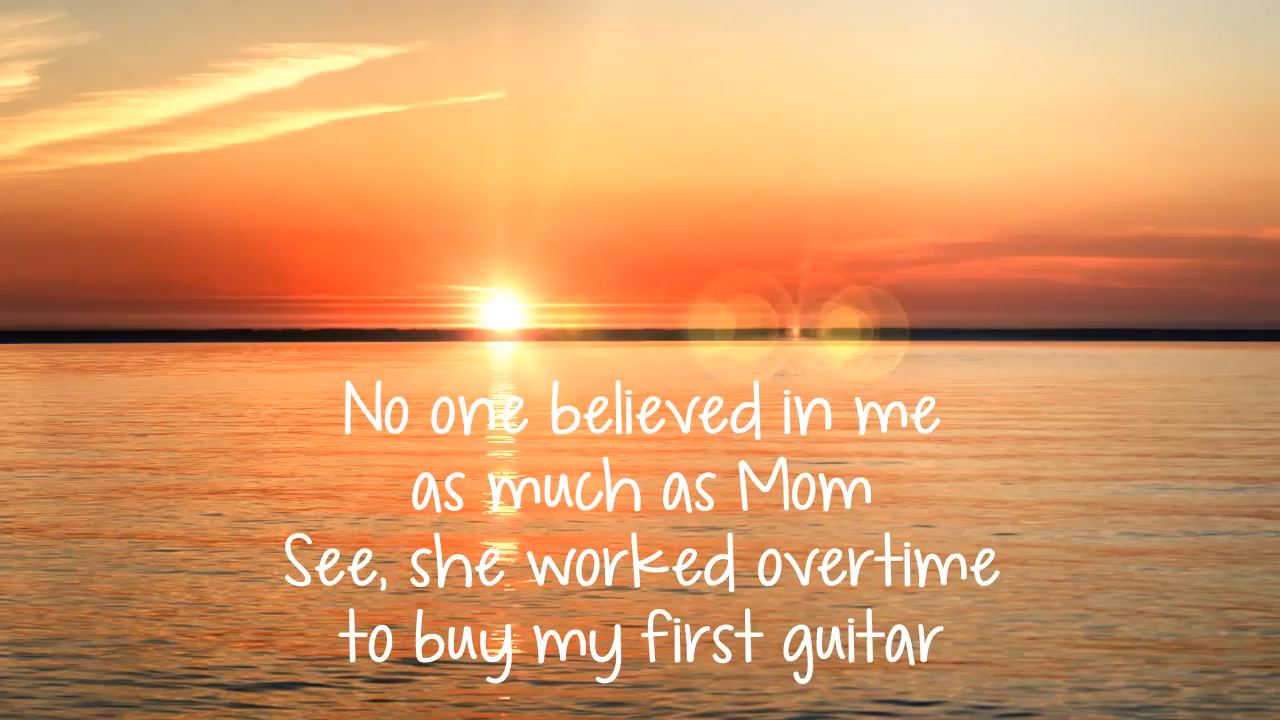 No one believed in me
as much as Mom
See, she worked overtime
to buy my first guitar